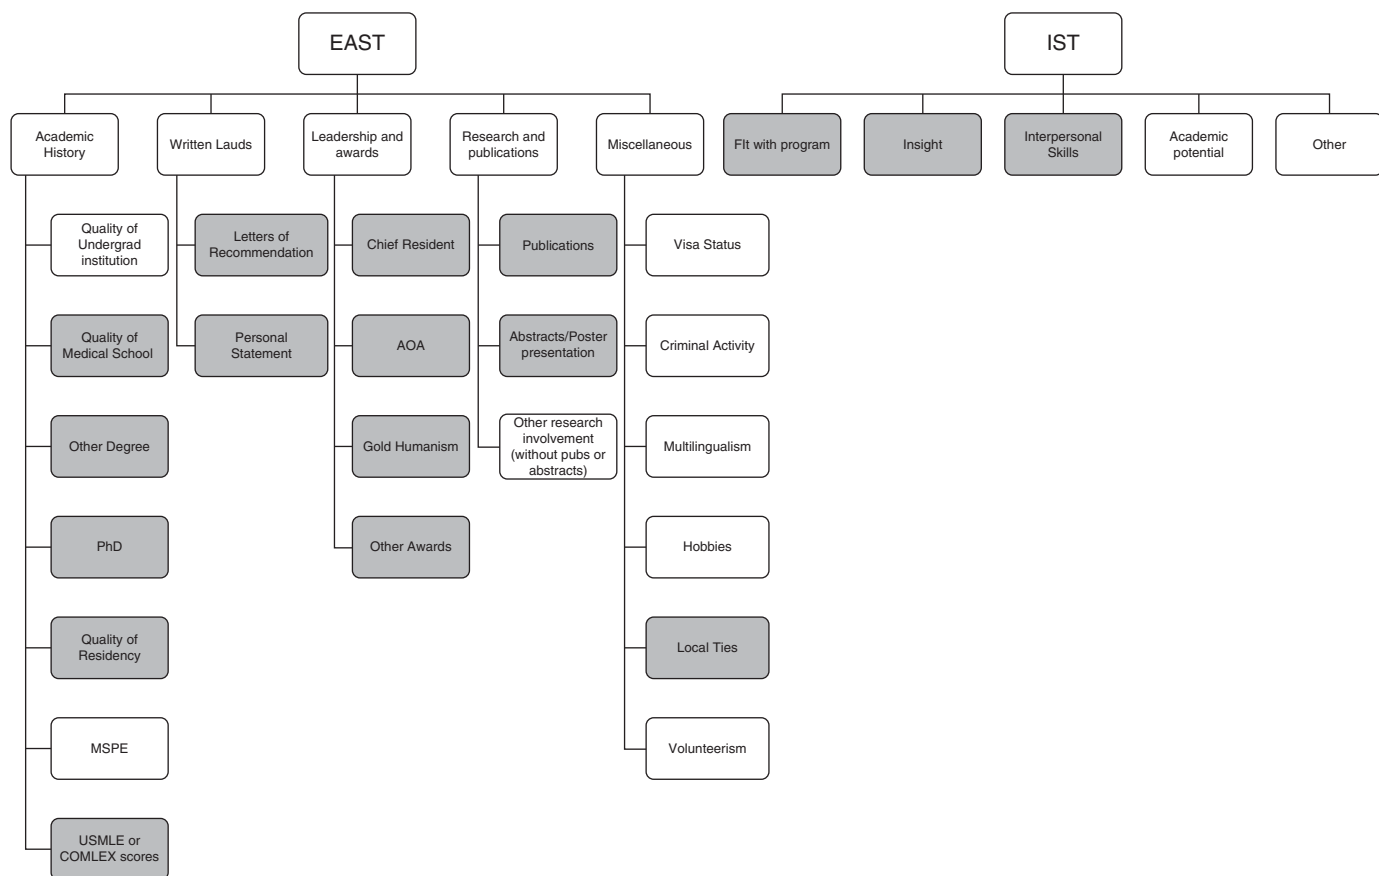 EAST
IST
Academic
History
Written Lauds
Leadership and
awards
Research and
publications
Miscellaneous
FIt with program
Insight
Interpersonal
Skills
Academic
potential
Other
Quality of
Undergrad
institution
Letters of
Recommendation
Chief Resident
Publications
Visa Status
Quality of
Medical School
Personal
Statement
AOA
Abstracts/Poster
presentation
Criminal Activity
Other Degree
Gold Humanism
Other research
involvement
(without pubs or
abstracts)
Multilingualism
PhD
Other Awards
Hobbies
Quality of
Residency
Local Ties
MSPE
Volunteerism
USMLE or
COMLEX scores